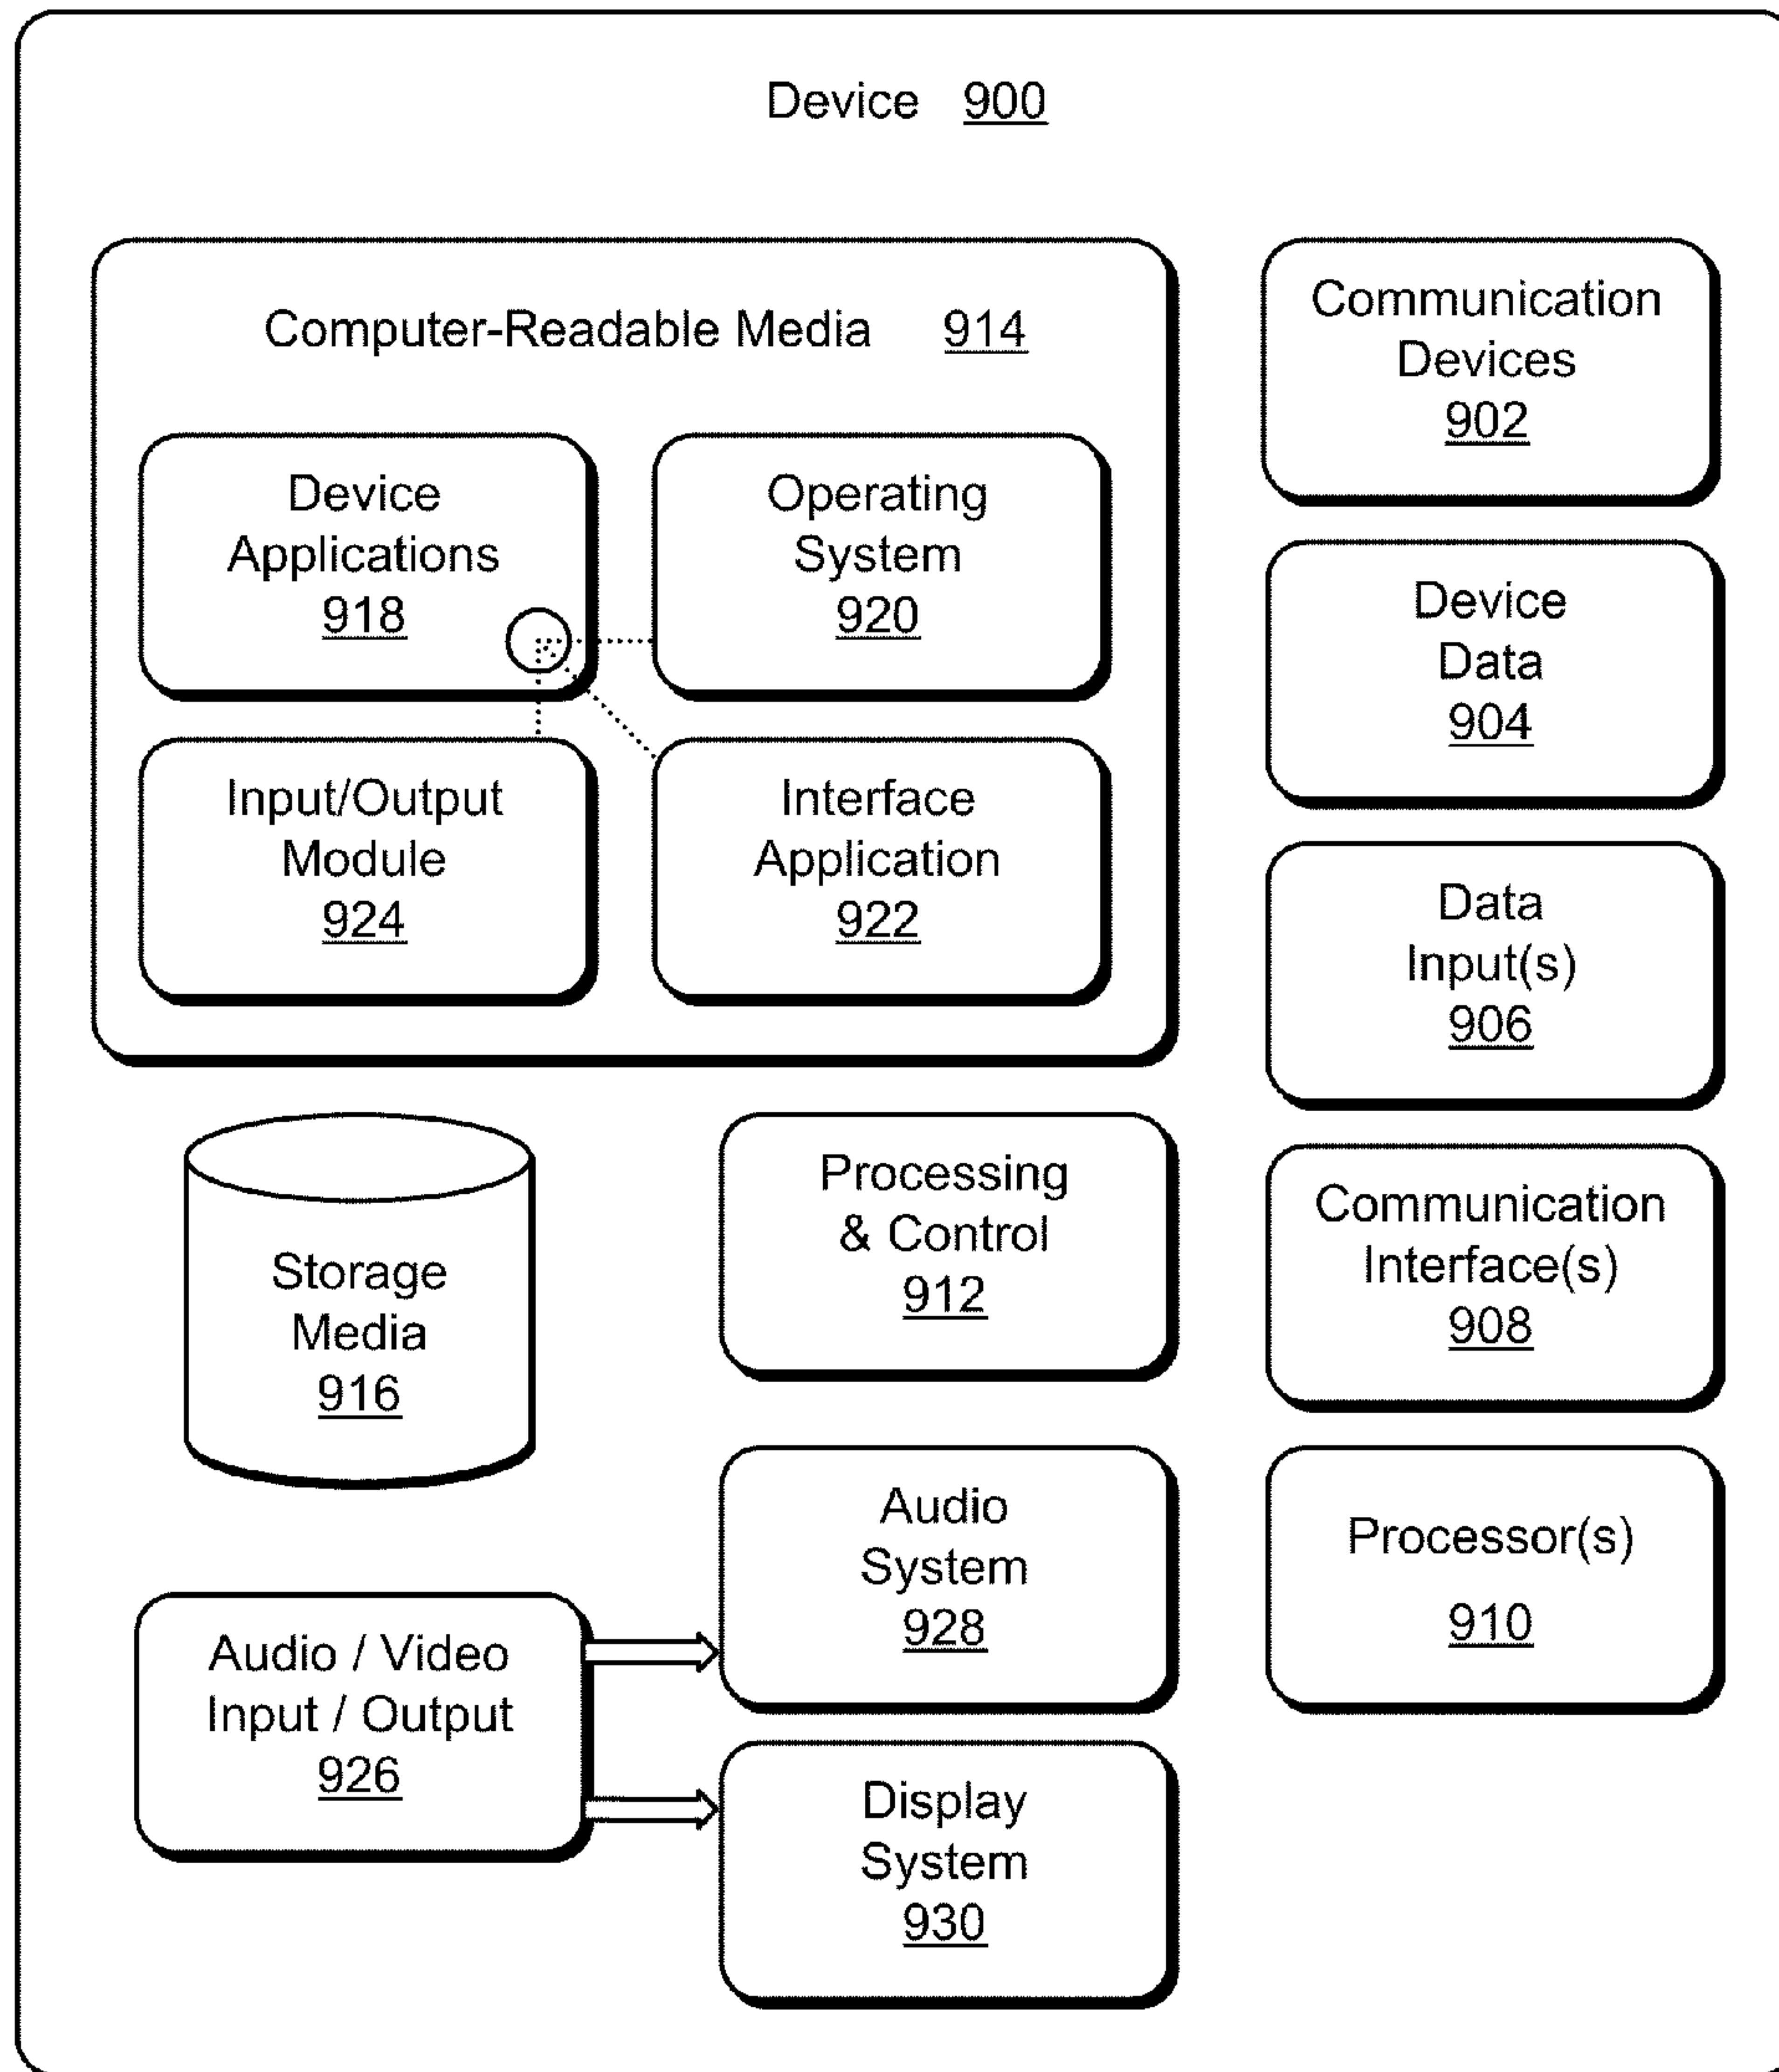 Device 900
Computer-Readable Media 914
Device
Applications
918
Operating
System
920
Input/Output
Module
924
Interface
Application
922
Communication
Devices
902
Device
Data
904
Data
Input(s)
906
Communication
Interface(s)
908
Processor(s)
910
Storage
Media
916
Processing
& Control
912
Audio / Video
Input / Output
926
Audio
System
928
Display
System
930